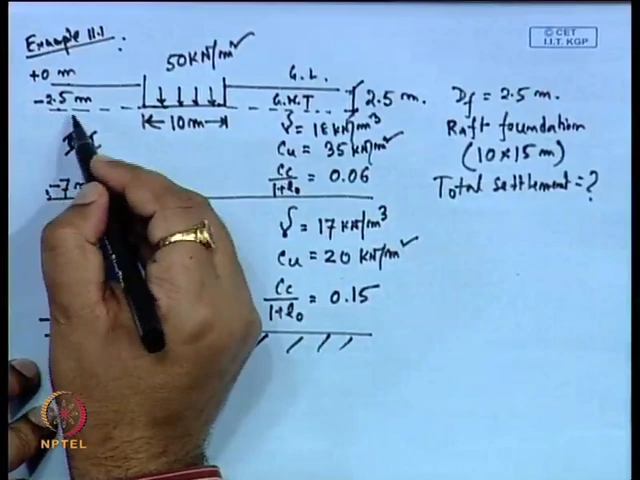 Example 11.1 :
© CET
I.I.T. KGP
50 KN/m²
+0 m
G.L.
-2.5 m
G.W.T
2.5 m.
10 m
γ = 18 KN/m³
Cu = 35 KN/m²
Cc/1+e₀ = 0.06
-7 m
γ = 17 KN/m³
Cu = 20 KN/m²
Cc/1+e₀ = 0.15
Df = 2.5 m.
Raft foundation
(10 × 15 m)
Total settlement = ?
NPTEL